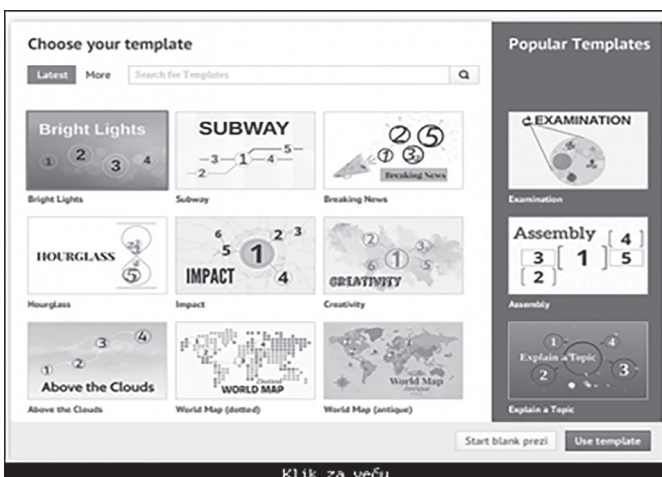 Choose your template
Popular Templates
Latest
More
Search for Templates
Bright Lights
1
2
3
4
SUBWAY
2
3
1
4
5
Breaking News
1
2
3
5
EXAMINATION
Bright Lights
Subway
Breaking News
Examination
HOURGLASS
5
IMPACT
6
5
1
2
3
4
CREATIVITY
2
1
3
6
5
Assembly
3
2
1
4
5
Hourglass
Impact
Creativity
Assembly
Above the Clouds
1
2
3
4
Dotted
WORLD MAP
World Map
Antique
Explain a Topic
1
2
3
4
Above the Clouds
World Map (dotted)
World Map (antique)
Explain a Topic
Start blank prezi
Use template
Klik za veću